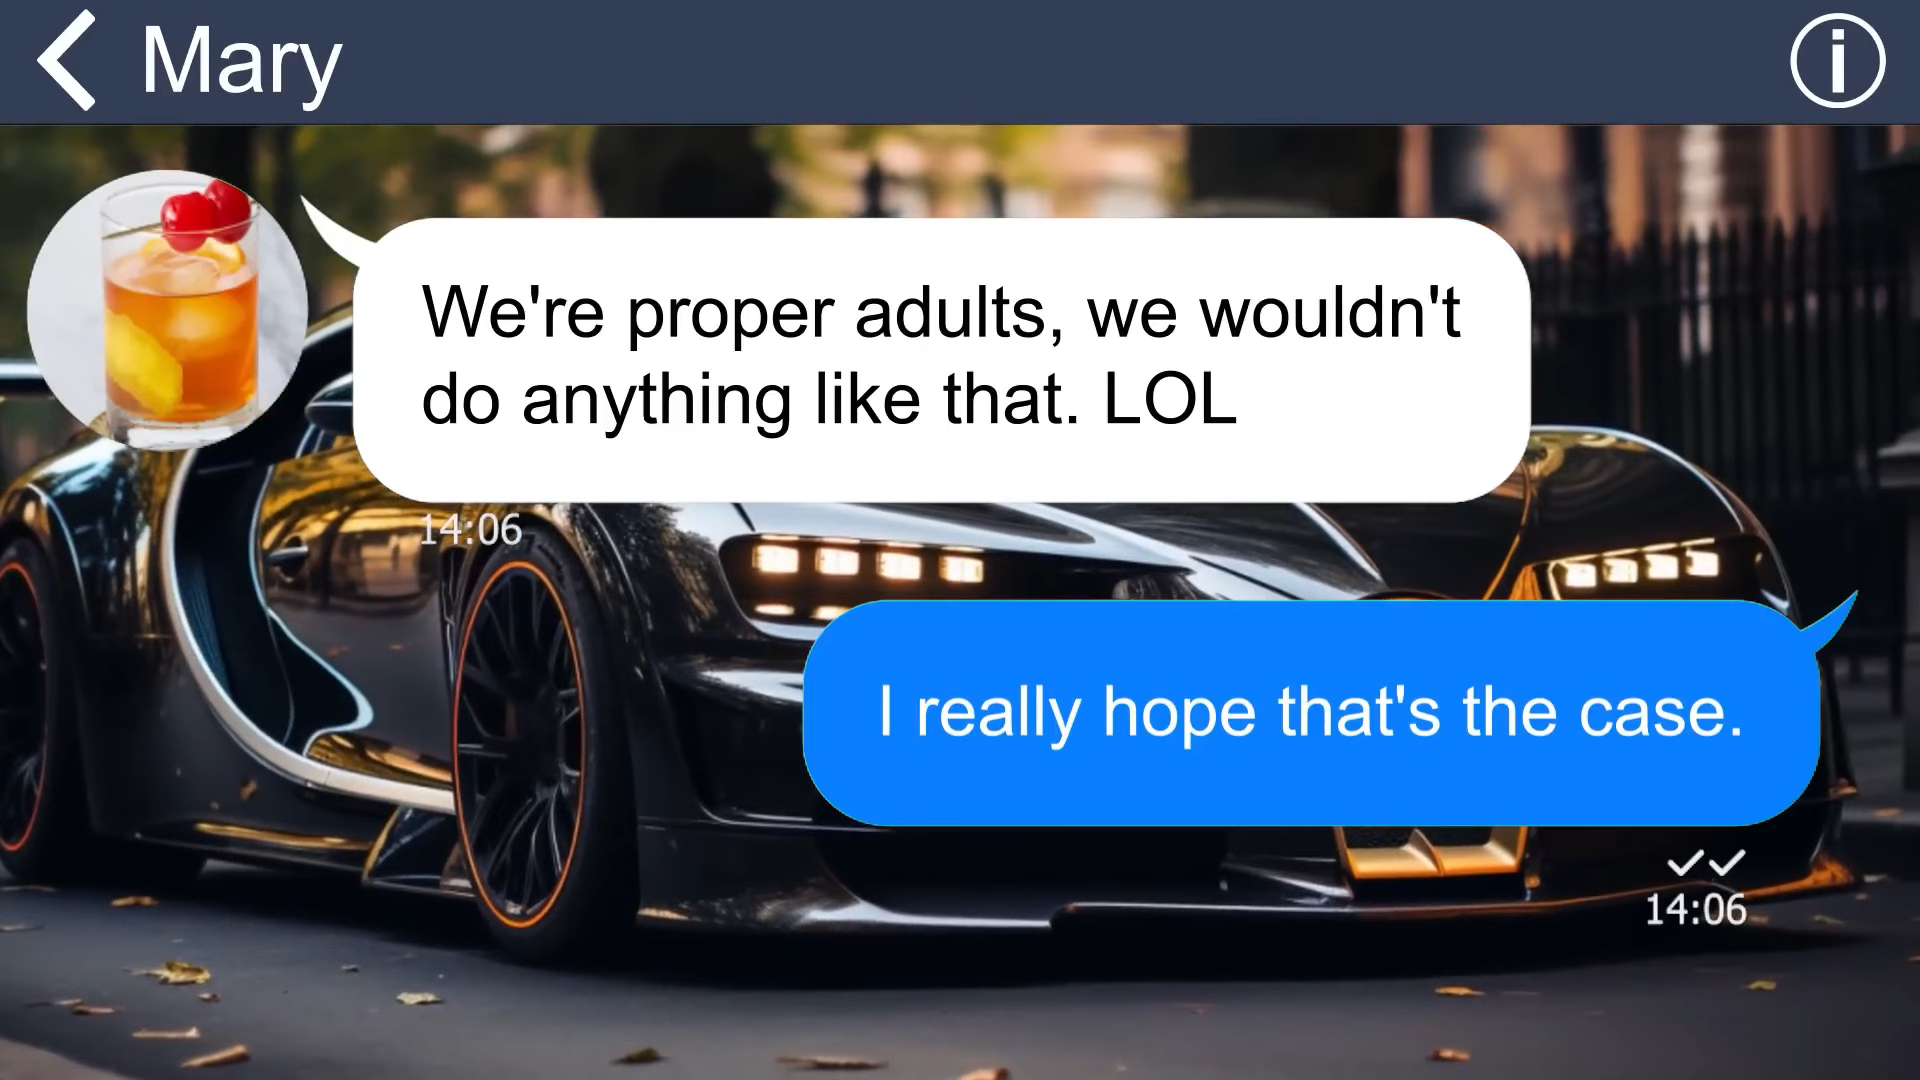 Mary
We're proper adults, we wouldn't
do anything like that. LOL
14:06
I really hope that's the case.
14:06